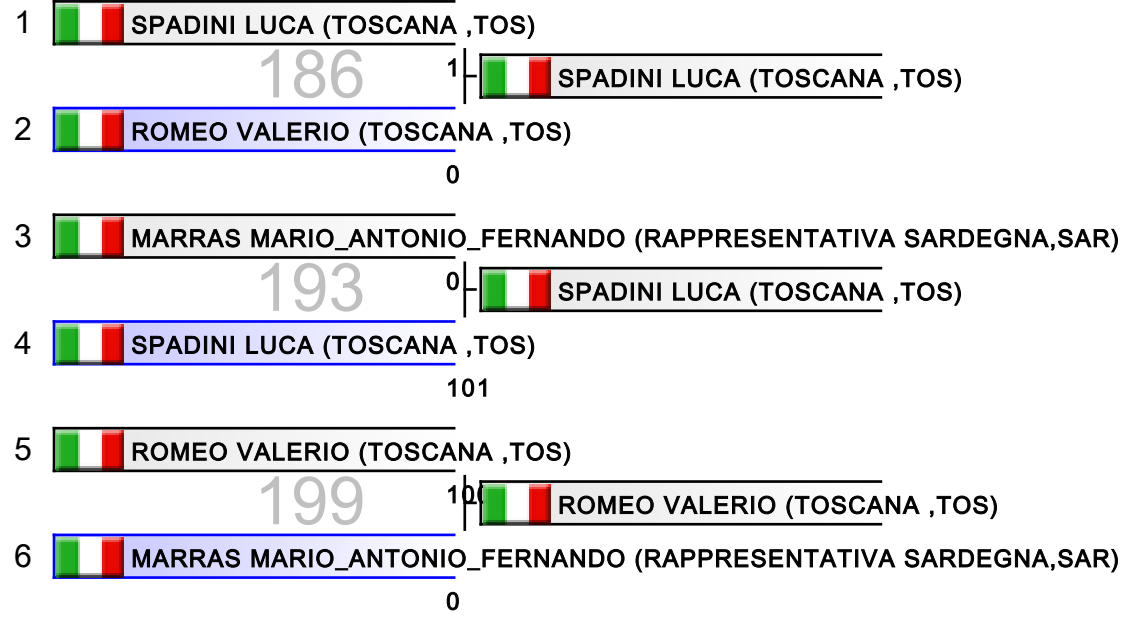 1 SPADINI LUCA (TOSCANA ,TOS)
186 1 SPADINI LUCA (TOSCANA ,TOS)
2 ROMEO VALERIO (TOSCANA ,TOS)
0
3 MARRAS MARIO_ANTONIO_FERNANDO (RAPPRESENTATIVA SARDEGNA,SAR)
193 0 SPADINI LUCA (TOSCANA ,TOS)
4 SPADINI LUCA (TOSCANA ,TOS)
101
5 ROMEO VALERIO (TOSCANA ,TOS)
199 ROMEO VALERIO (TOSCANA ,TOS)
6 MARRAS MARIO_ANTONIO_FERNANDO (RAPPRESENTATIVA SARDEGNA,SAR)
0